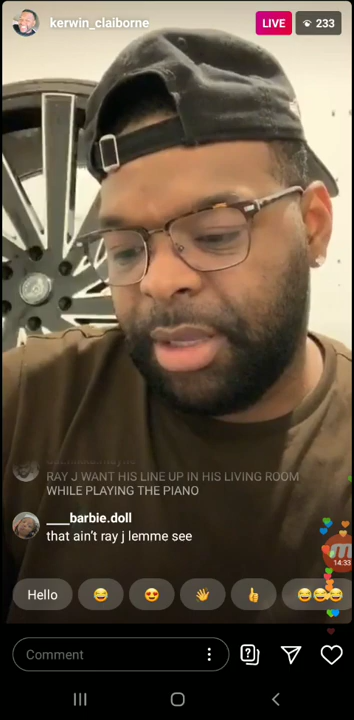 kerwin_claiborne
LIVE
233
RAY J WANT HIS LINE UP IN HIS LIVING ROOM
WHILE PLAYING THE PIANO
____barbie.doll
that ain't ray j lemme see
14:33
Hello
Comment